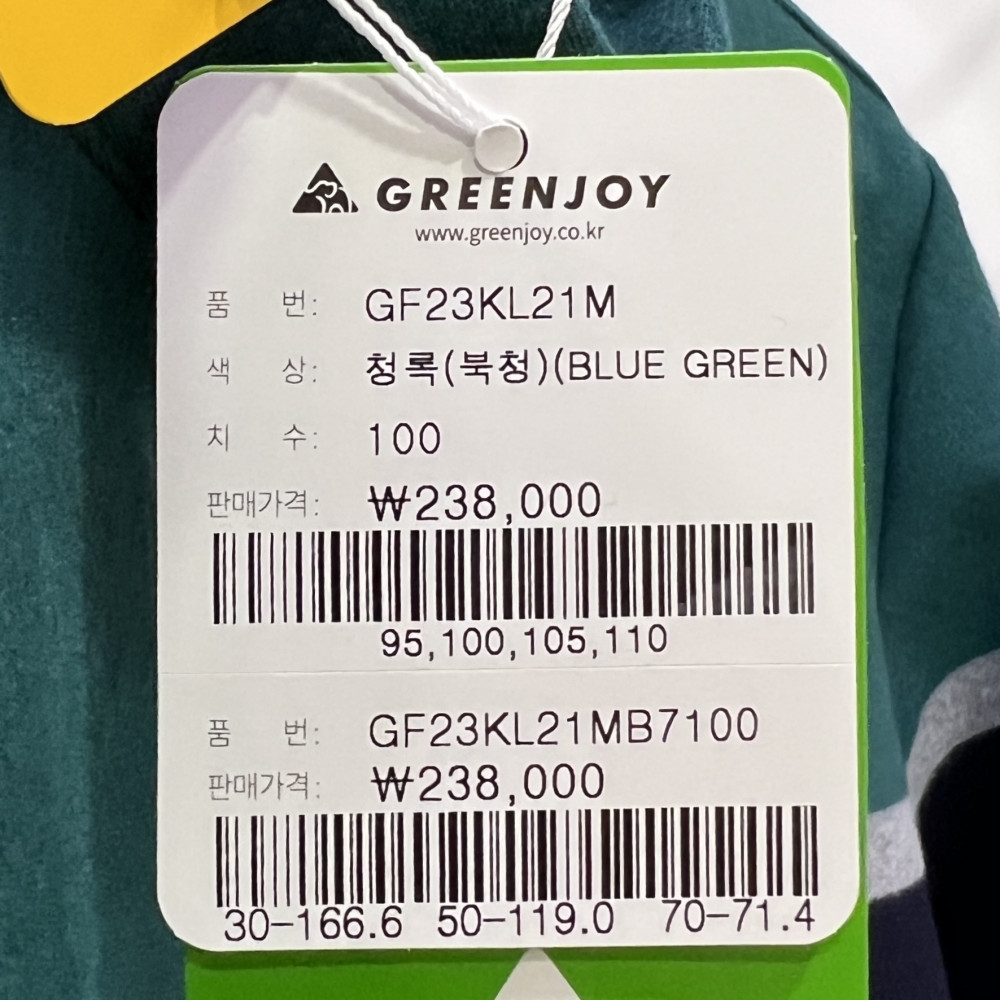 GREENJOY
www.greenjoy.co.kr
품 번: GF23KL21M
색 상: 청록(북청)(BLUE GREEN)
치 수: 100
판매가격: ₩238,000
95,100,105,110
품 번: GF23KL21MB7100
판매가격: ₩238,000
30-166.6 50-119.0 70-71.4